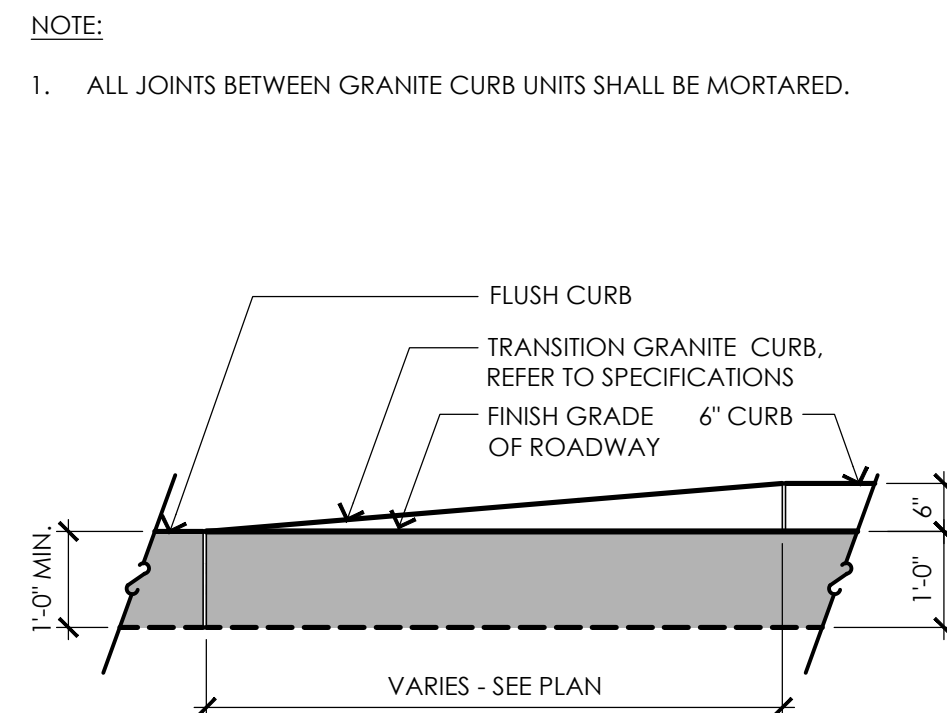 NOTE:
1. ALL JOINTS BETWEEN GRANITE CURB UNITS SHALL BE MORTARED.
FLUSH CURB
TRANSITION GRANITE CURB,
REFER TO SPECIFICATIONS
FINISH GRADE
OF ROADWAY
6" CURB
1'-0" MIN.
6"
1'-0"
VARIES - SEE PLAN